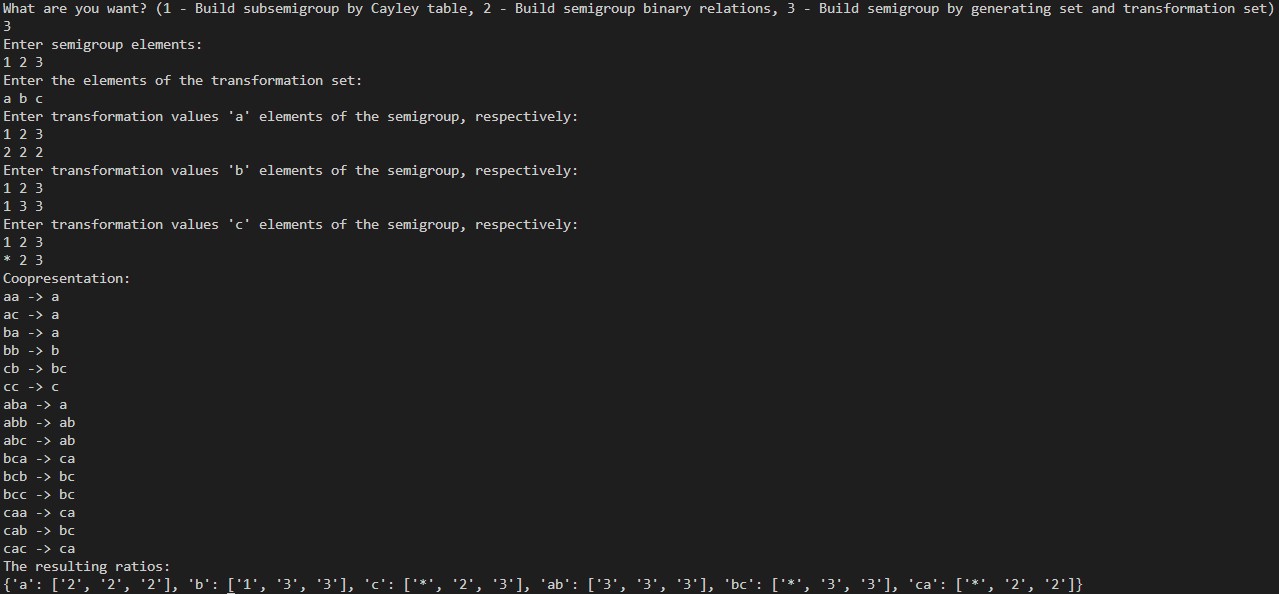 What are you want? (1 - Build subsemigroup by Cayley table, 2 - Build semigroup binary relations, 3 - Build semigroup by generating set and transformation set)
3
Enter semigroup elements:
1 2 3
Enter the elements of the transformation set:
a b c
Enter transformation values 'a' elements of the semigroup, respectively:
1 2 3
2 2 2
Enter transformation values 'b' elements of the semigroup, respectively:
1 2 3
1 3 3
Enter transformation values 'c' elements of the semigroup, respectively:
1 2 3
* 2 3
Coopresentation:
aa -> a
ac -> a
ba -> a
bb -> b
cb -> bc
cc -> c
aba -> a
abb -> ab
abc -> ab
bca -> ca
bcb -> bc
bcc -> bc
caa -> ca
cab -> bc
cac -> ca
The resulting ratios:
{'a': ['2', '2', '2'], 'b': ['1', '3', '3'], 'c': ['*', '2', '3'], 'ab': ['3', '3', '3'], 'bc': ['*', '3', '3'], 'ca': ['*', '2', '2']}